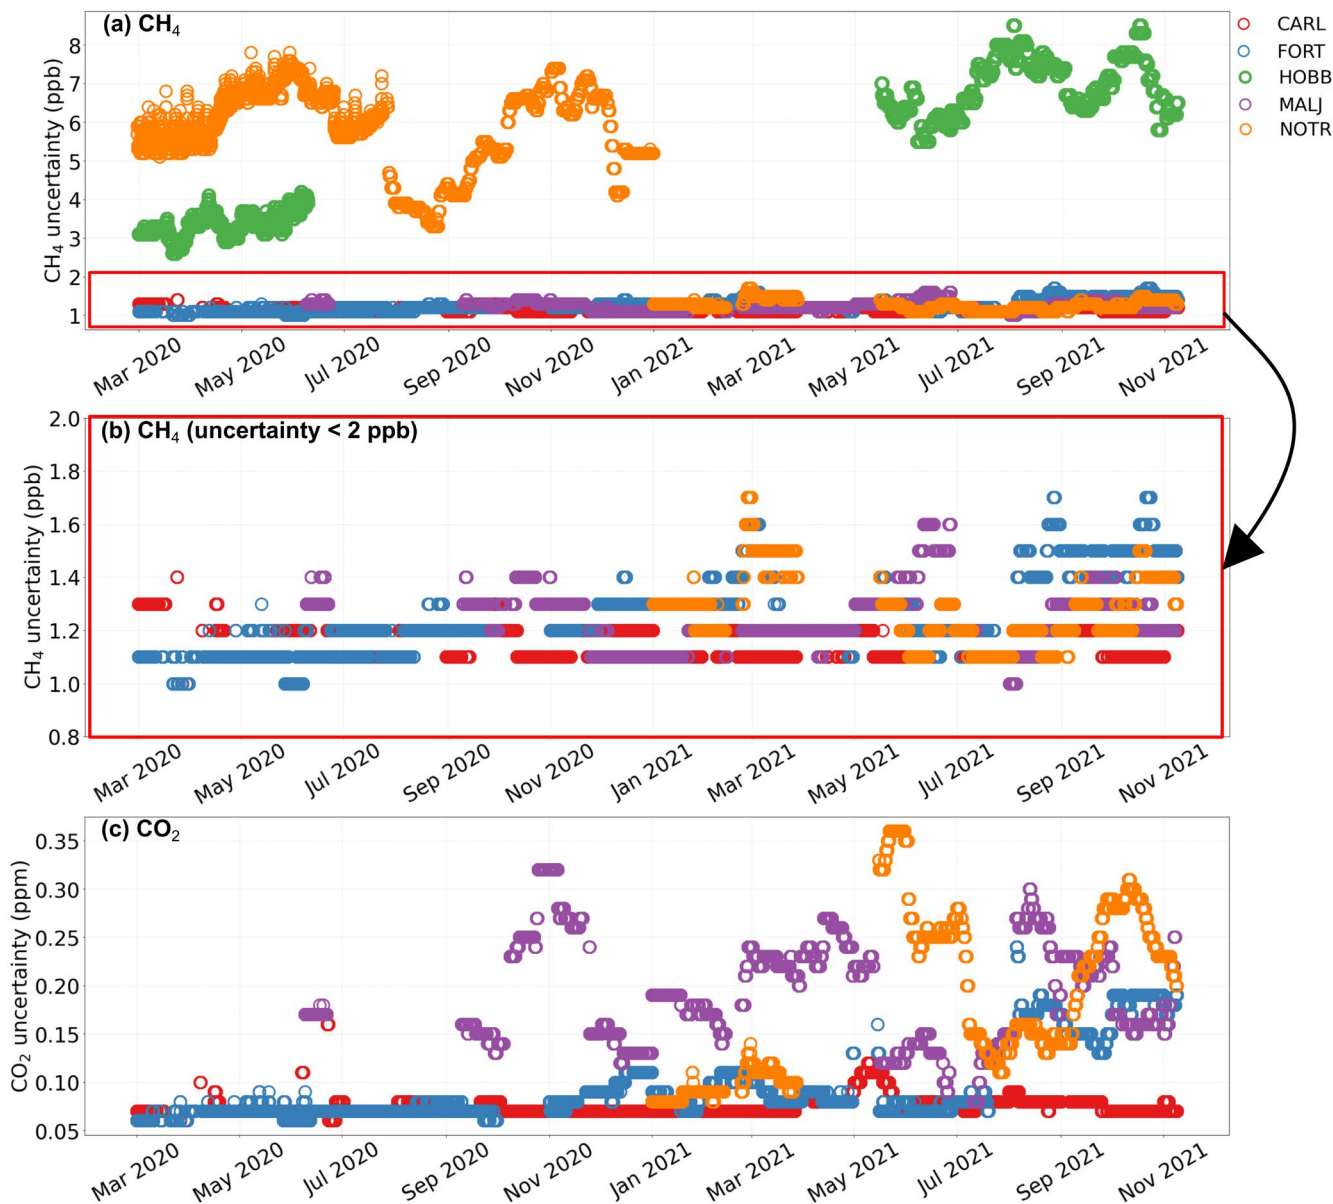 (a) CH₄
CH₄ uncertainty (ppb)
8
7
6
5
4
3
2
1
Mar 2020 May 2020 Jul 2020 Sep 2020 Nov 2020 Jan 2021 Mar 2021 May 2021 Jul 2021 Sep 2021 Nov 2021
CARL
FORT
HOBB
MALJ
NOTR
(b) CH₄ (uncertainty < 2 ppb)
CH₄ uncertainty (ppb)
2.0
1.8
1.6
1.4
1.2
1.0
0.8
Mar 2020 May 2020 Jul 2020 Sep 2020 Nov 2020 Jan 2021 Mar 2021 May 2021 Jul 2021 Sep 2021 Nov 2021
(c) CO₂
CO₂ uncertainty (ppm)
0.35
0.30
0.25
0.20
0.15
0.10
0.05
Mar 2020 May 2020 Jul 2020 Sep 2020 Nov 2020 Jan 2021 Mar 2021 May 2021 Jul 2021 Sep 2021 Nov 2021